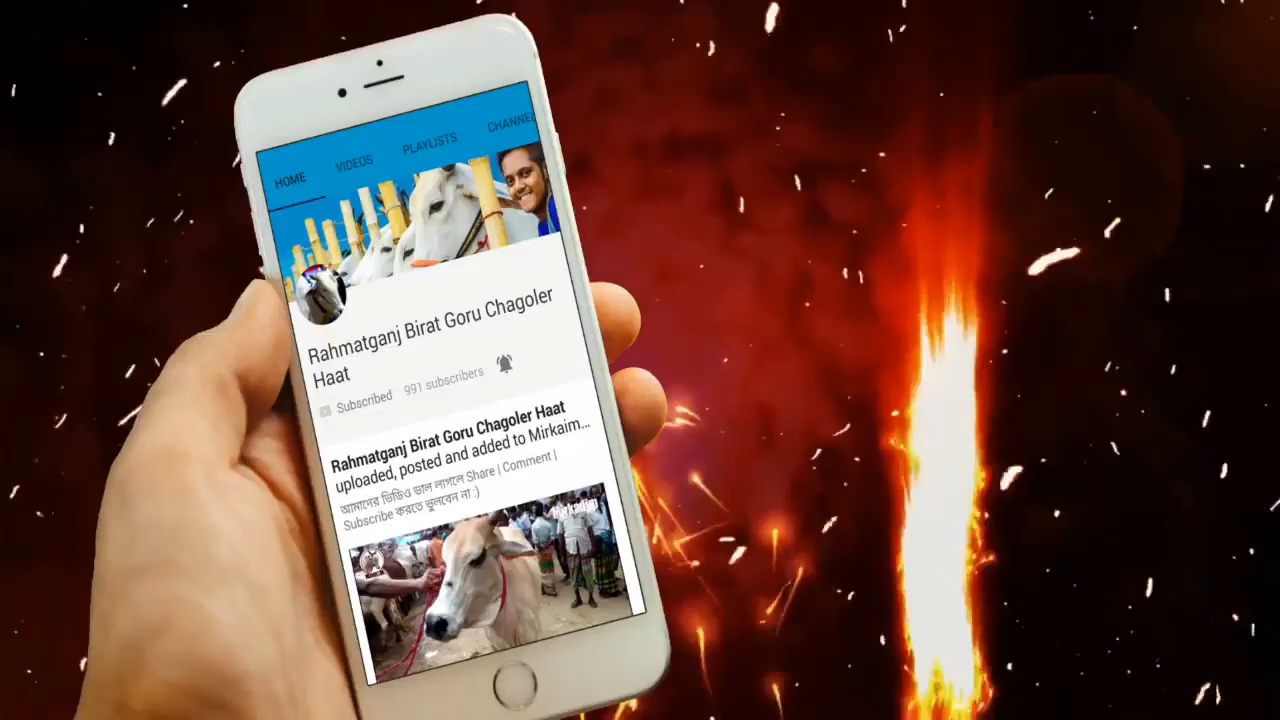 HOME VIDEOS PLAYLISTS CHANNEL
Rahmatganj Birat Goru Chagoler
Haat
Subscribed 991 subscribers
Rahmatganj Birat Goru Chagoler Haat
uploaded, posted and added to Mirkaim...
আমাদের ভিডিও ভাল লাগলে Share | Comment |
Subscribe করতে ভুলবেন না :)